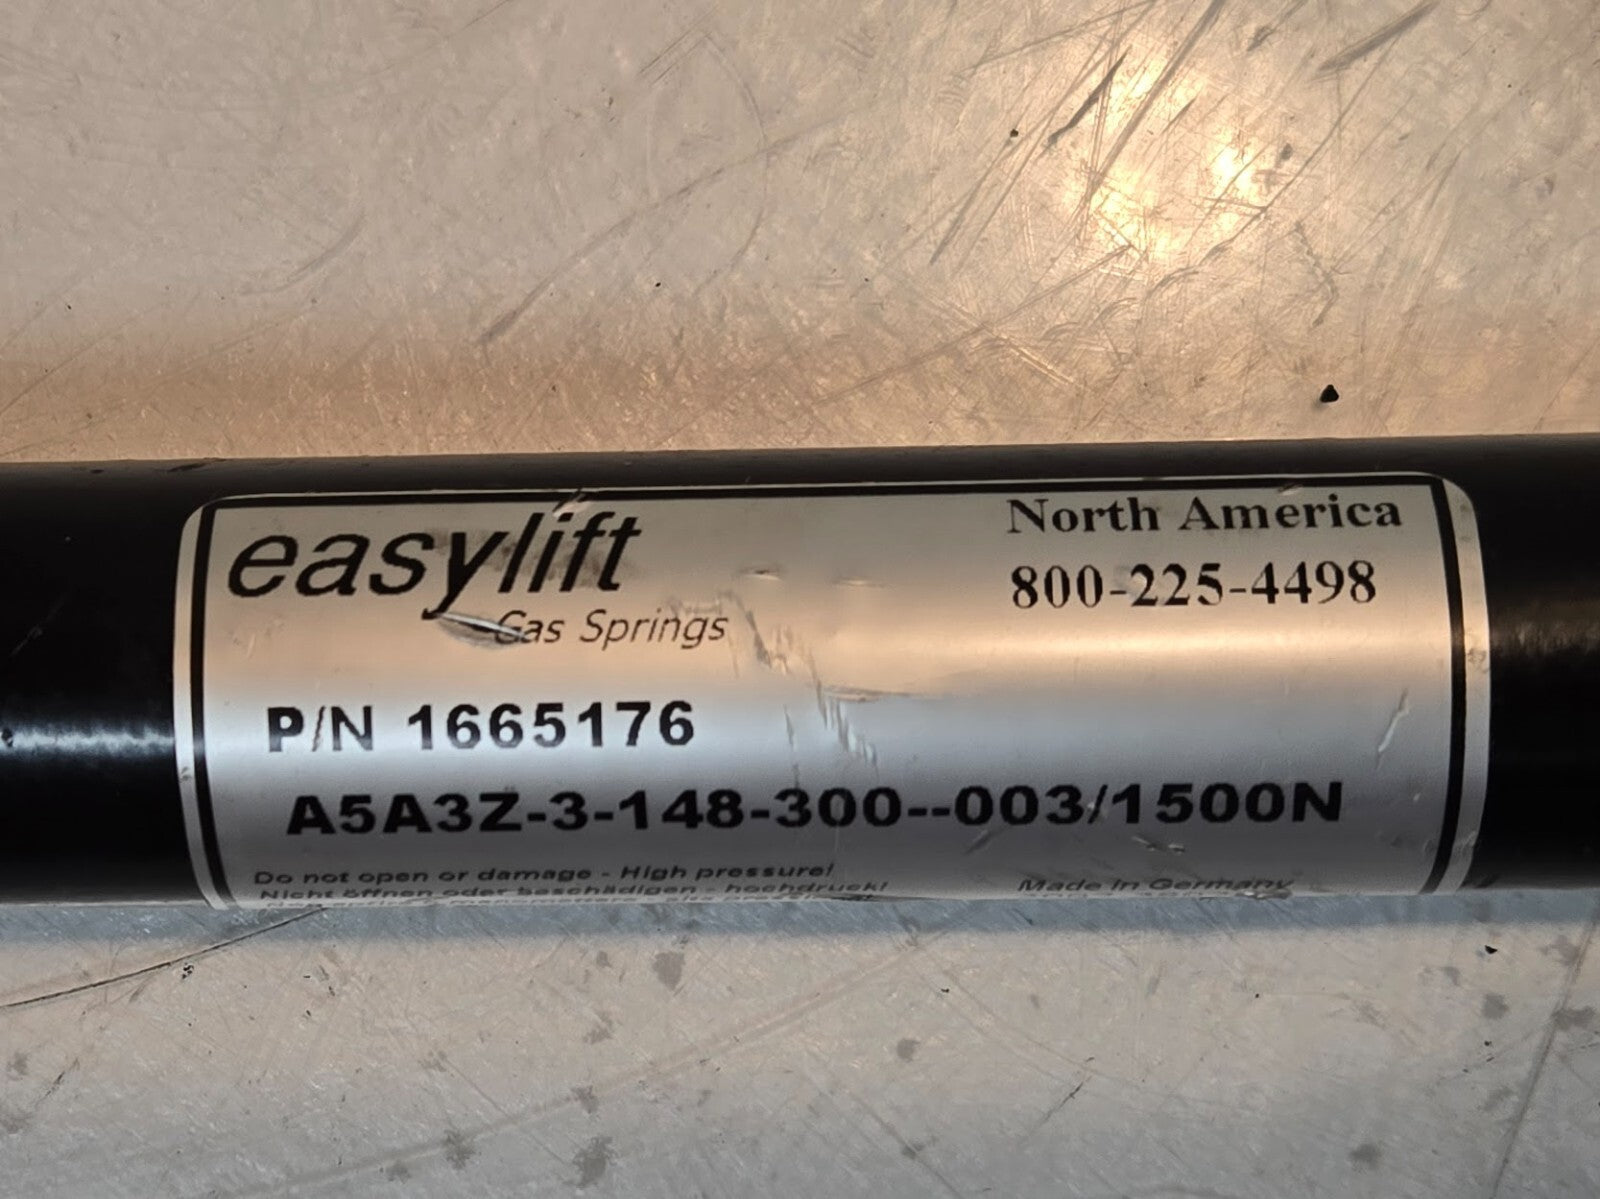 easylift
Gas Springs
North America
800-225-4498
P/N 1665176
A5A3Z-3-148-300--003/1500N
Do not open or damage - High pressure!
Nicht öffnen oder beschädigen - hochdruck!
Made in Germany